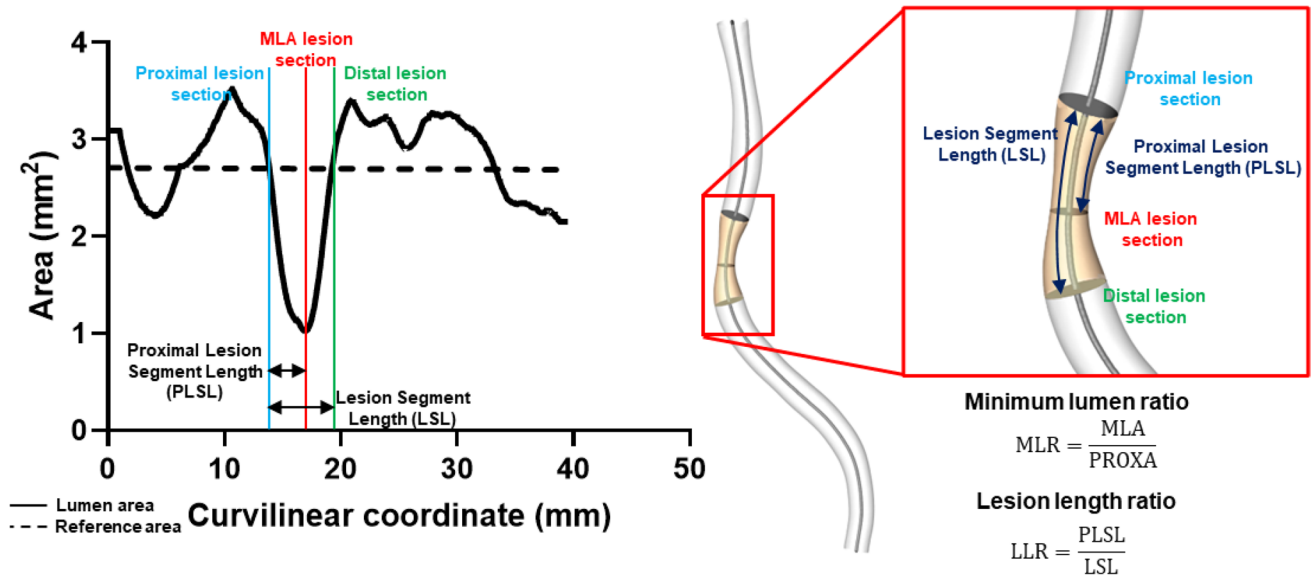 MLA lesion
section
Proximal lesion
section
Distal lesion
section
4
3
2
1
0
Area (mm²)
Proximal Lesion
Segment Length
(PLSL)
Lesion Segment
Length (LSL)
0
10
20
30
40
50
Lumen area
Reference area
Curvilinear coordinate (mm)
Proximal lesion
section
Lesion Segment
Length (LSL)
Proximal Lesion
Segment Length (PLSL)
MLA lesion
section
Distal lesion
section
Minimum lumen ratio
MLR = MLA
PROXA
Lesion length ratio
LLR = PLSL
LSL